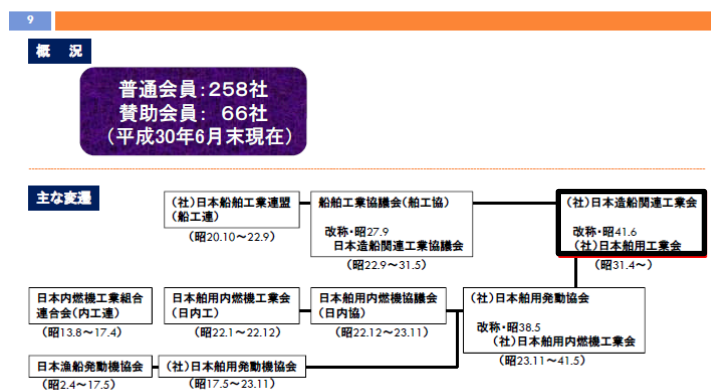 9
概　況
普通会員：２５８社
賛助会員：　６６社
（平成30年6月末現在）
主な変遷
（社）日本船舶工業連盟
（船工連）
（昭20.10～22.9）
船舶工業協議会（船工協）
改称・昭27.9
日本造船関連工業協議会
（昭22.9～31.5）
（社）日本造船関連工業会
改称・昭41.6
（社）日本舶用工業会
（昭31.4～）
日本内燃機工業組合
連合会（内工連）
（昭13.8～17.4）
日本舶用内燃機工業会
（日内工）
（昭22.1～22.12）
日本舶用内燃機協議会
（日内協）
（昭22.12～23.11）
（社）日本舶用発動協会
改称・昭38.5
（社）日本舶用内燃機工業会
（昭23.11～41.5）
日本漁船発動機協会
（昭2.4～17.5）
（社）日本舶用発動機協会
（昭17.5～23.11）